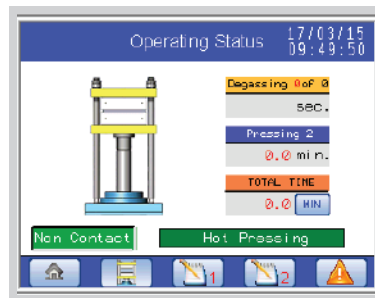 Operating Status 17/03/15
09:49:50
Degassing 0of 0
sec.
Pressing 2
0.0 min.
TOTAL TIME
0.0 MIN
Non Contact
Hot Pressing
1
2